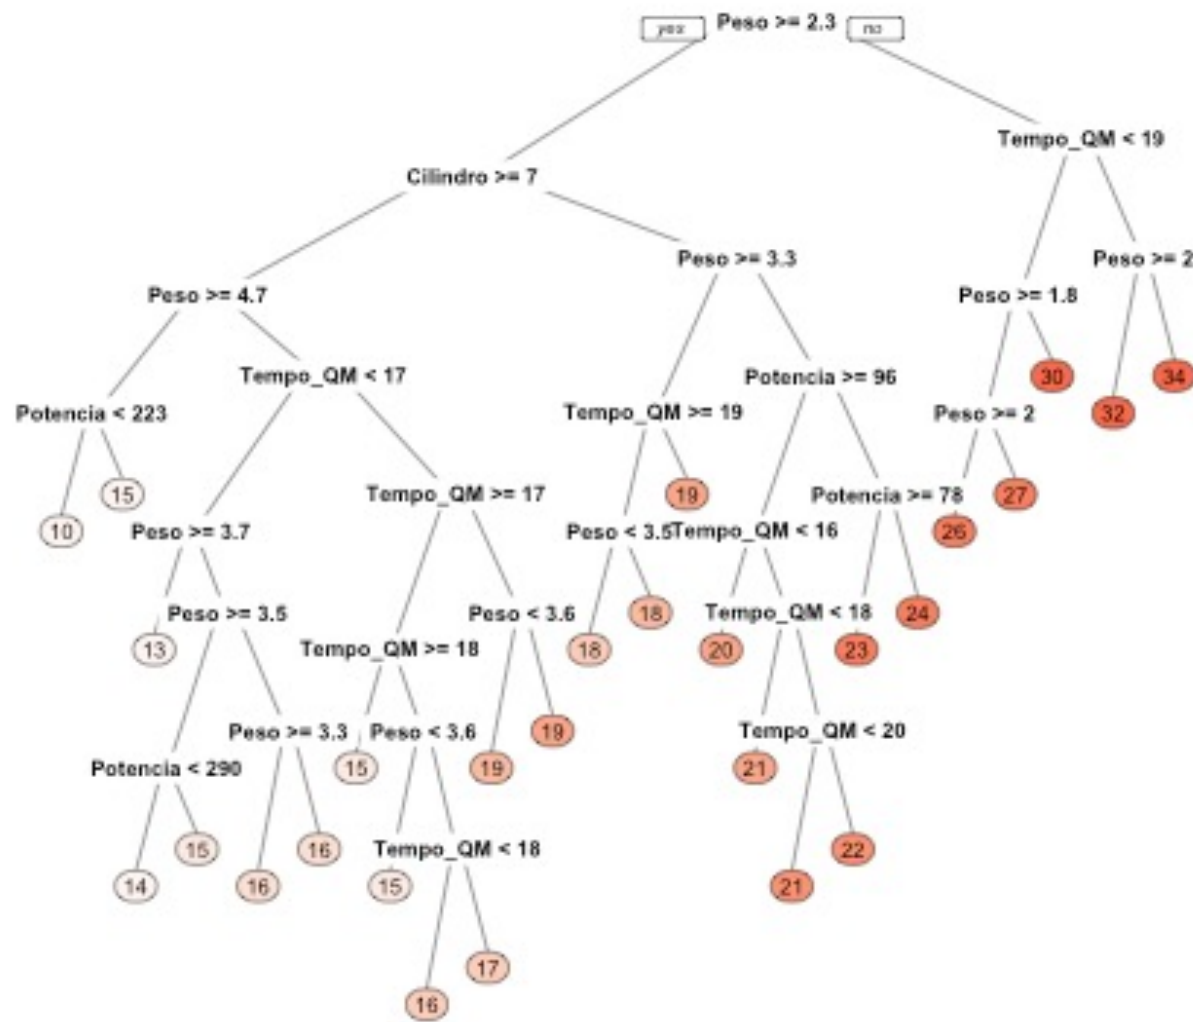 yes Peso >= 2.3 no
Tempo_QM < 19
Cilindro >= 7
Peso >= 3.3
Peso >= 2
Peso >= 4.7
Peso >= 1.8
Tempo_QM < 17
Potencia >= 96
30
34
Potencia < 223
Tempo_QM >= 19
Peso >= 2
32
15
Tempo_QM >= 17
19
Potencia >= 78
27
10
Peso >= 3.7
Peso < 3.5
Tempo_QM < 16
26
Peso >= 3.5
Peso < 3.6
18
Tempo_QM < 18
24
13
Tempo_QM >= 18
18
20
23
Peso >= 3.3
Peso < 3.6
19
Tempo_QM < 20
Potencia < 290
15
19
21
15
16
Tempo_QM < 18
22
14
16
15
21
17
16